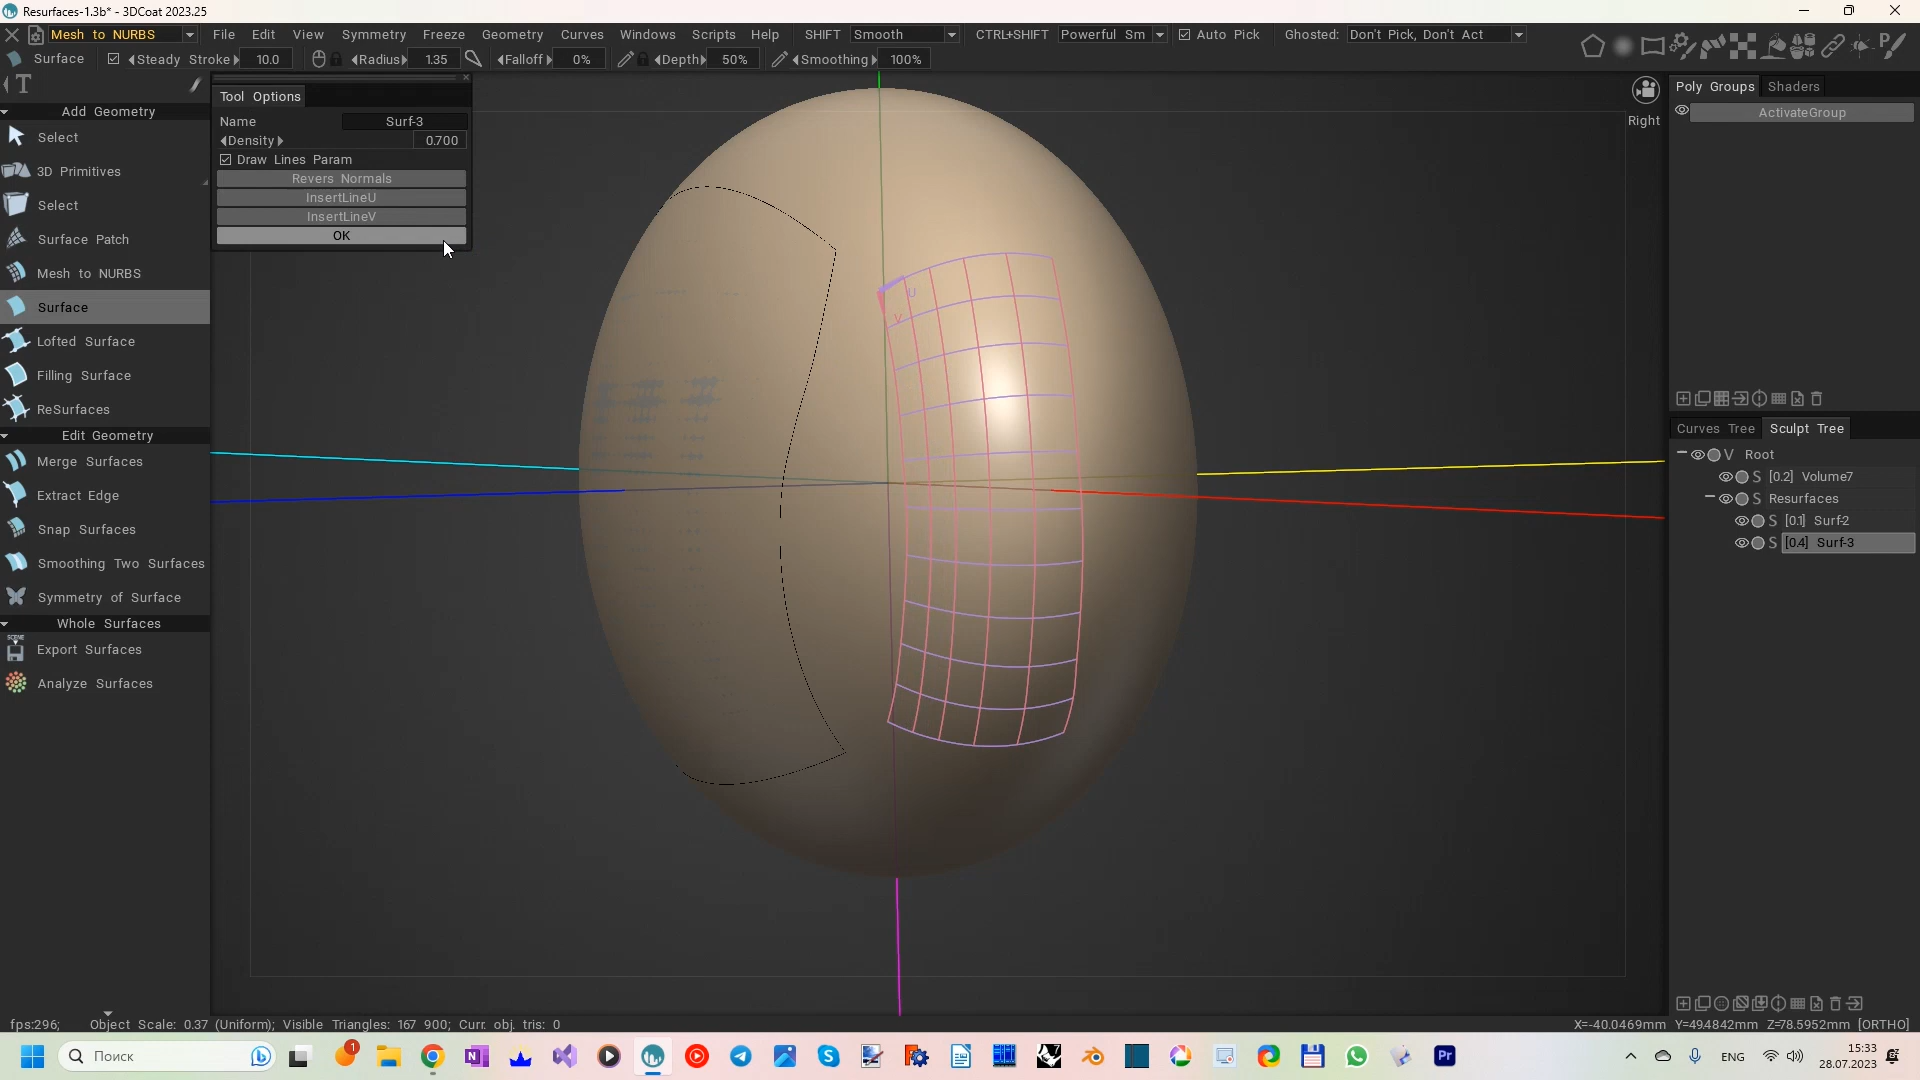 Resurfaces-1.3b* - 3DCoat 2023.25
Mesh to NURBS File Edit View Symmetry Freeze Geometry Curves Windows Scripts Help SHIFT Smooth CTRL+SHIFT Powerful Sm Auto Pick Ghosted: Don't Pick, Don't Act
Surface Steady Stroke 10.0 Radius 1.35 Falloff 0% Depth 50% Smoothing 100%
T
Add Geometry
Select
3D Primitives
Select
Surface Patch
Mesh to NURBS
Surface
Lofted Surface
Filling Surface
ReSurfaces
Edit Geometry
Merge Surfaces
Extract Edge
Snap Surfaces
Smoothing Two Surfaces
Symmetry of Surface
Whole Surfaces
SCENE
Export Surfaces
Analyze Surfaces
Tool Options
Name Surf-3
Density 0.700
Draw Lines Param
Revers Normals
InsertLineU
InsertLineV
OK
U
V
Right
Poly Groups Shaders
ActivateGroup
Curves Tree Sculpt Tree
V Root
S [0.2] Volume7
S Resurfaces
S [0.1] Surf-2
S [0.4] Surf-3
fps:296; Object Scale: 0.37 (Uniform); Visible Triangles: 167 900; Curr. obj. tris: 0
X=-40.0469mm Y=49.4842mm Z=78.5952mm [ORTHO]
Поиск
1
N
S
Pr
ENG
15:33
28.07.2023